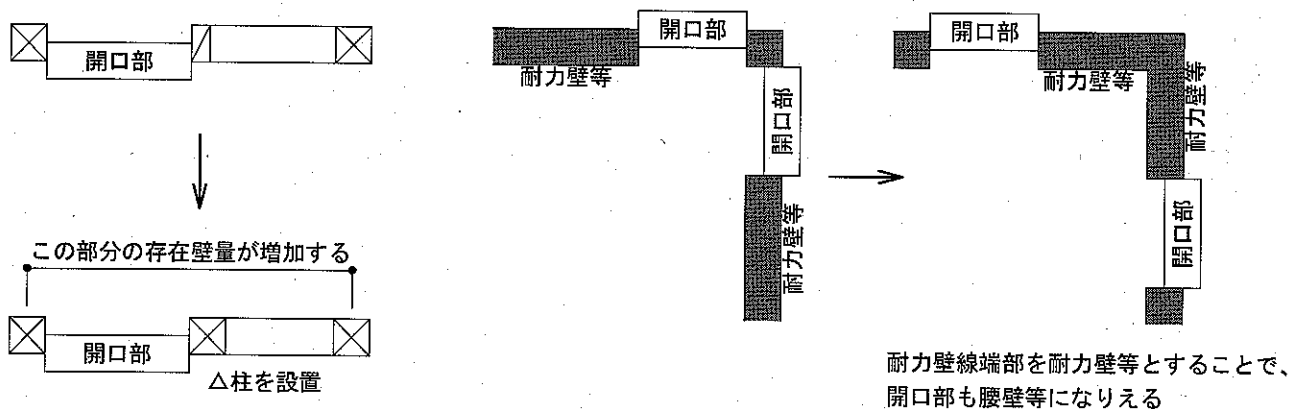 開口部
この部分の存在壁量が増加する
開口部
△柱を設置
開口部
耐力壁等
開口部
耐力壁等
開口部
耐力壁等
耐力壁等
開口部
耐力壁線端部を耐力壁等とすることで、
開口部も腰壁等になりえる